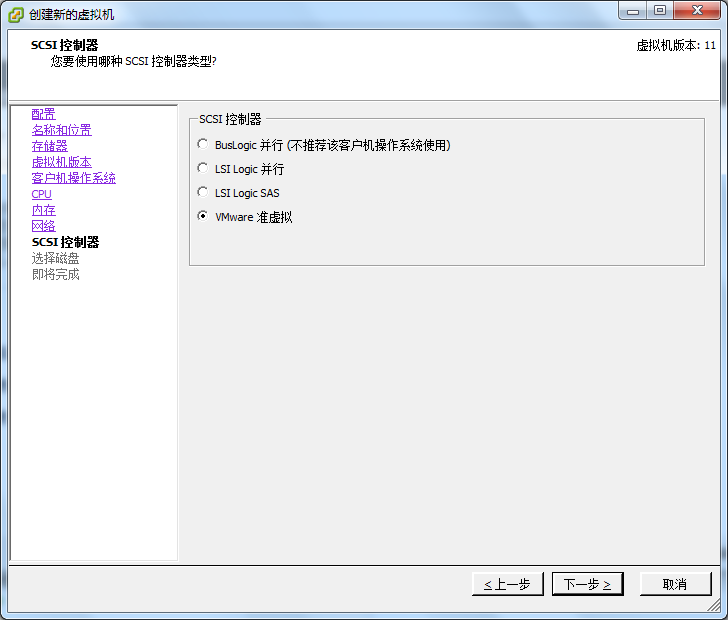 创建新的虚拟机
SCSI 控制器
您要使用哪种 SCSI 控制器类型?
虚拟机版本: 11
配置
名称和位置
存储器
虚拟机版本
客户机操作系统
CPU
内存
网络
SCSI 控制器
选择磁盘
即将完成
SCSI 控制器
BusLogic 并行 (不推荐该客户机操作系统使用)
LSI Logic 并行
LSI Logic SAS
VMware 准虚拟
< 上一步
下一步 >
取消